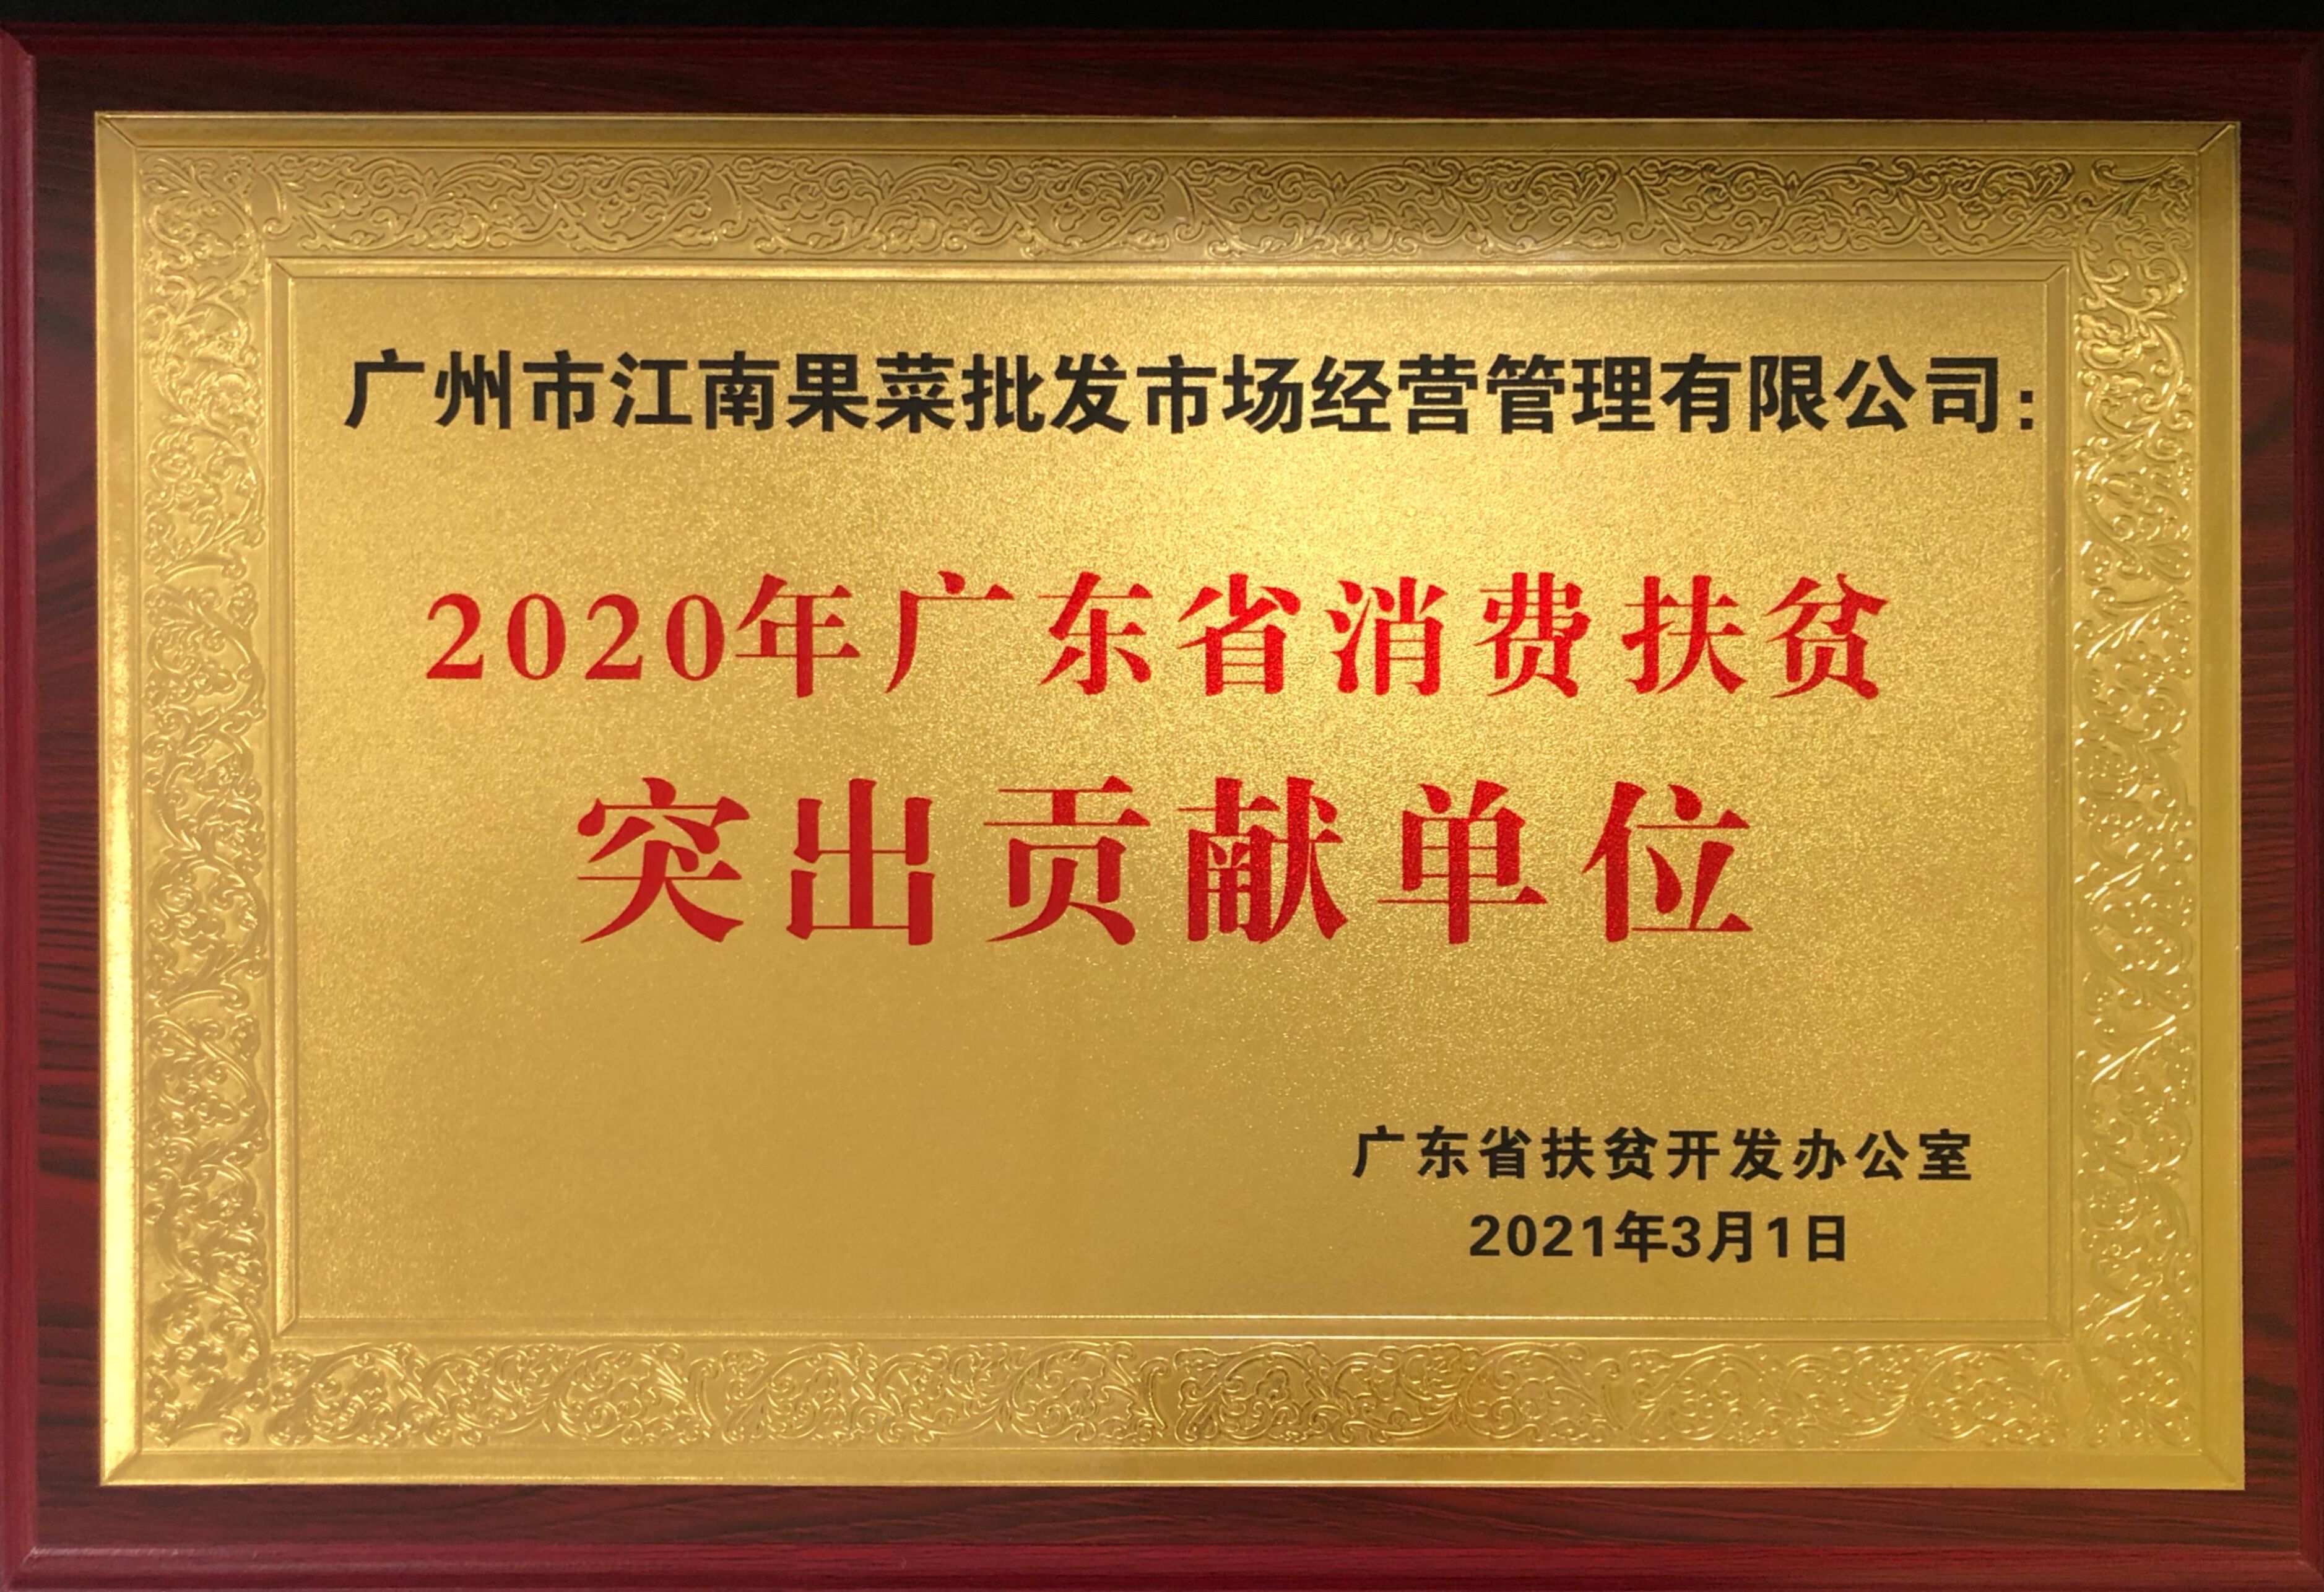 广州市江南果菜批发市场经营管理有限公司：
2020年广东省消费扶贫
突出贡献单位
广东省扶贫开发办公室
2021年3月1日